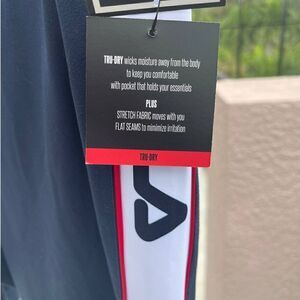 TRU-DRY wicks moisture away from the body
to keep you comfortable
with pocket that holds your essentials
PLUS
STRETCH FABRIC moves with you
FLAT SEAMS to minimize irritation
TRU-DRY